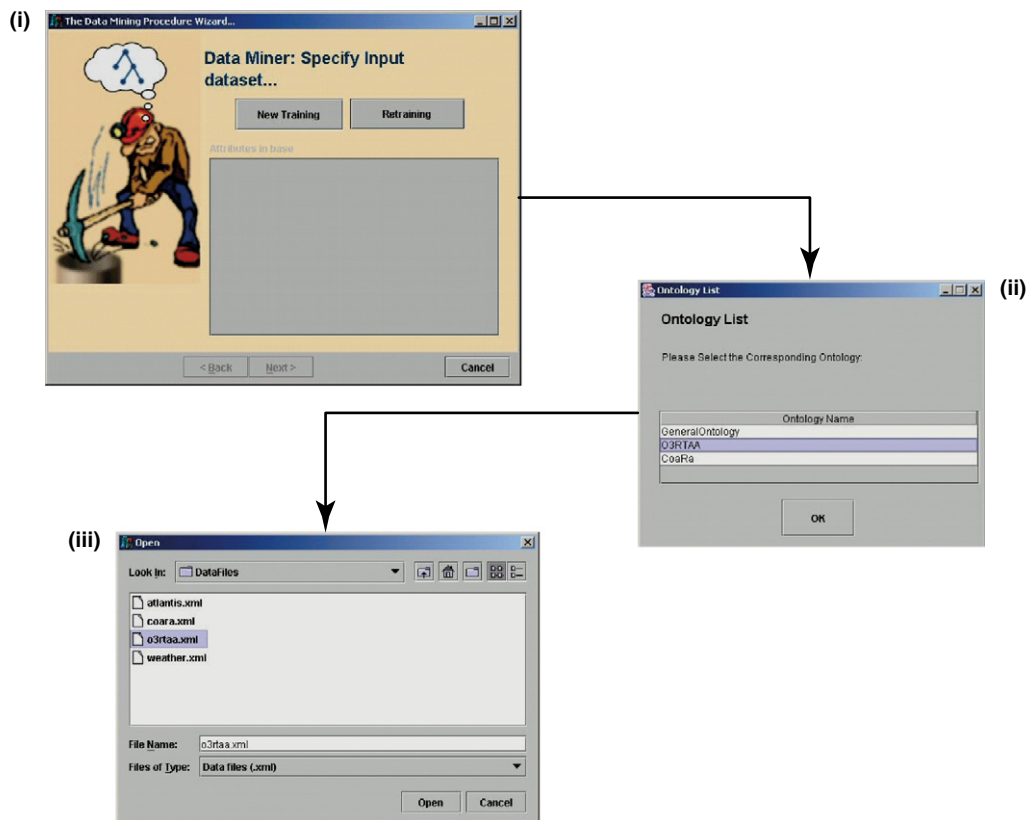 (i)
The Data Mining Procedure Wizard...
Data Miner: Specify Input
dataset...
New Training Retraining
Attributes in base
< Back Next > Cancel
(ii)
Ontology List
Ontology List
Please Select the Corresponding Ontology:
Ontology Name
GeneralOntology
O3RTAA
CoaRa
OK
(iii)
Open
Look In: DataFiles
atlantis.xml
coara.xml
o3rtaa.xml
weather.xml
File Name: o3rtaa.xml
Files of Type: Data files (.xml)
Open Cancel